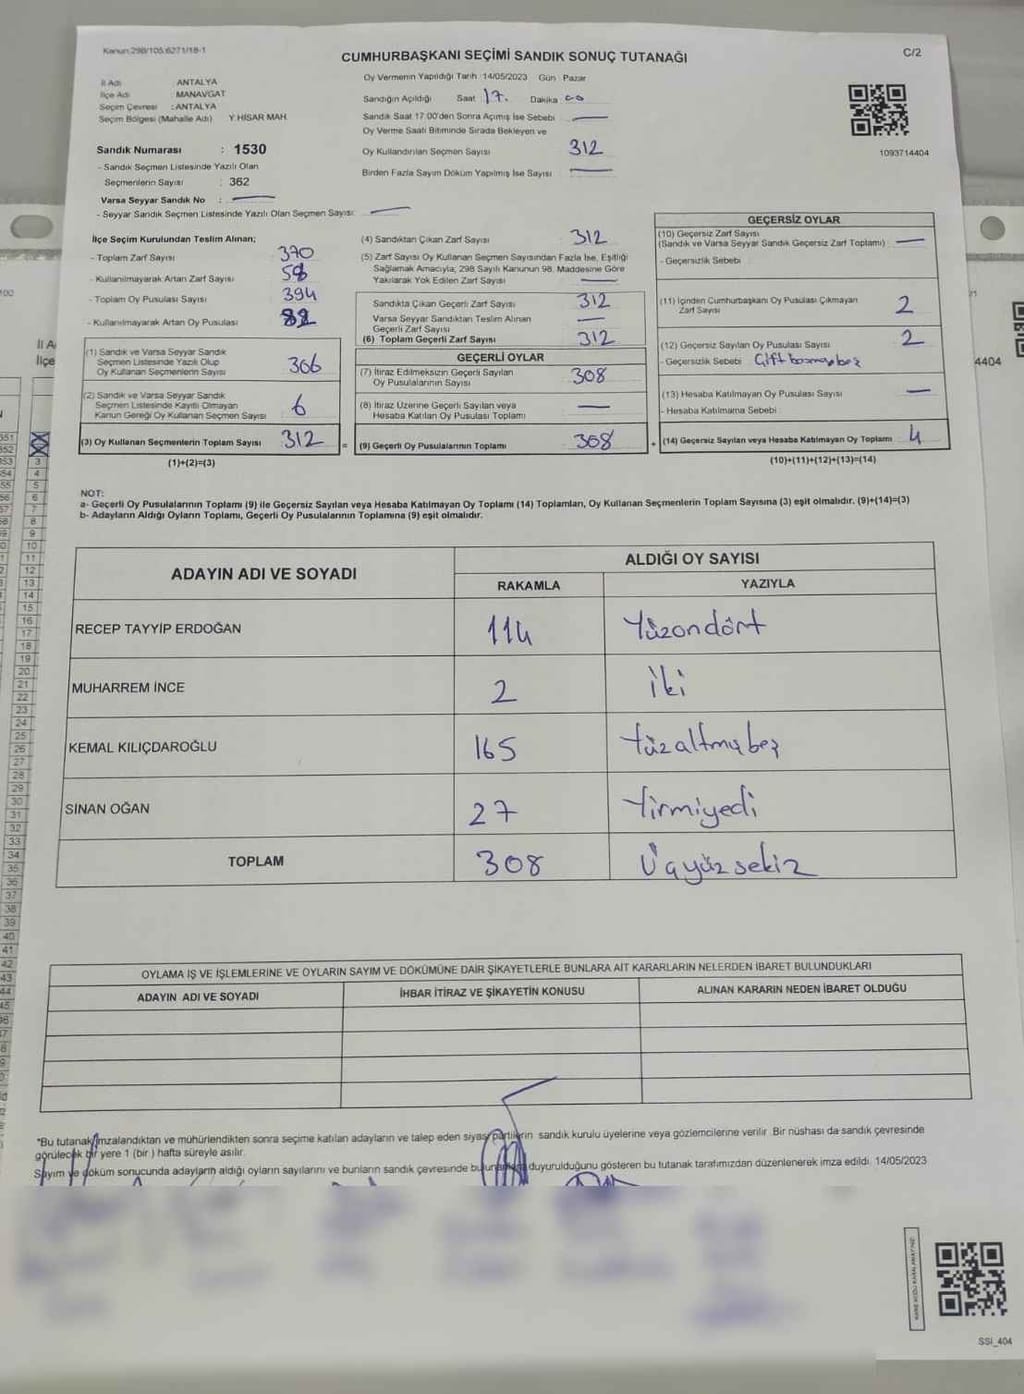 Kanun:298/105;6271/18-1
CUMHURBAŞKANI SEÇİMİ SANDIK SONUÇ TUTANAĞI
C/2
İl Adı ANTALYA
İlçe Adı MANAVGAT
Seçim Çevresi : ANTALYA
Seçim Bölgesi (Mahalle Adı) Y.HİSAR MAH.
Sandık Numarası : 1530
- Sandık Seçmen Listesinde Yazılı Olan
Seçmenlerin Sayısı : 362
Varsa Seyyar Sandık No :
- Seyyar Sandık Seçmen Listesinde Yazılı Olan Seçmen Sayısı:
Oy Vermenin Yapıldığı Tarih :14/05/2023 Gün : Pazar
Sandığın Açıldığı Saat 17. Dakika 00
Sandık Saat 17.00'den Sonra Açılmış İse Sebebi
Oy Verme Saati Bitiminde Sırada Bekleyen ve
Oy Kullandırılan Seçmen Sayısı 312
Birden Fazla Sayım Döküm Yapılmış İse Sayısı
1093714404
İlçe Seçim Kurulundan Teslim Alınan;
- Toplam Zarf Sayısı 370
- Kullanılmayarak Artan Zarf Sayısı 58
- Toplam Oy Pusulası Sayısı 394
- Kullanılmayarak Artan Oy Pusulası 82
(1) Sandık ve Varsa Seyyar Sandık
Seçmen Listesinde Yazılı Olup
Oy Kullanan Seçmenlerin Sayısı 306
(2) Sandık ve Varsa Seyyar Sandık
Seçmen Listesinde Kayıtlı Olmayan
Kanun Gereği Oy Kullanan Seçmen Sayısı 6
(3) Oy Kullanan Seçmenlerin Toplam Sayısı 312 =
(1)+(2)=(3)
(4) Sandıktan Çıkan Zarf Sayısı 312
(5) Zarf Sayısı Oy Kullanan Seçmen Sayısından Fazla İse, Eşitliği
Sağlamak Amacıyla; 298 Sayılı Kanunun 98. Maddesine Göre
Yakılarak Yok Edilen Zarf Sayısı
Sandıkta Çıkan Geçerli Zarf Sayısı 312
Varsa Seyyar Sandıktan Teslim Alınan
Geçerli Zarf Sayısı
(6) Toplam Geçerli Zarf Sayısı 312
GEÇERLİ OYLAR
(7) İtiraz Edilmeksizin Geçerli Sayılan
Oy Pusulalarının Sayısı 308
(8) İtiraz Üzerine Geçerli Sayılan veya
Hesaba Katılan Oy Pusulası Toplamı
(9) Geçerli Oy Pusulalarının Toplamı 308 +
GEÇERSİZ OYLAR
(10) Geçersiz Zarf Sayısı
(Sandık ve Varsa Seyyar Sandık Geçersiz Zarf Toplamı)
- Geçersizlik Sebebi
(11) İçinden Cumhurbaşkanı Oy Pusulası Çıkmayan
Zarf Sayısı 2
(12) Geçersiz Sayılan Oy Pusulası Sayısı 2
- Geçersizlik Sebebi Çift
(13) Hesaba Katılmayan Oy Pusulası Sayısı
- Hesaba Katılmama Sebebi
(14) Geçersiz Sayılan veya Hesaba Katılmayan Oy Toplamı 4
(10)+(11)+(12)+(13)=(14)
NOT:
a- Geçerli Oy Pusulalarının Toplamı (9) ile Geçersiz Sayılan veya Hesaba Katılmayan Oy Toplamı (14) Toplamları, Oy Kullanan Seçmenlerin Toplam Sayısına (3) eşit olmalıdır. (9)+(14)=(3)
b- Adayların Aldığı Oyların Toplamı, Geçerli Oy Pusulalarının Toplamına (9) eşit olmalıdır.
ADAYIN ADI VE SOYADI
ALDIĞI OY SAYISI
RAKAMLA YAZIYLA
RECEP TAYYİP ERDOĞAN 114 Yüzondört
MUHARREM İNCE 2 İki
KEMAL KILIÇDAROĞLU 165 Yüzaltmışbeş
SİNAN OĞAN 27 Yirmiyedi
TOPLAM 308 Üçyüzsekiz
OYLAMA İŞ VE İŞLEMLERİNE VE OYLARIN SAYIM VE DÖKÜMÜNE DAİR ŞİKAYETLERLE BUNLARA AİT KARARLARIN NELERDEN İBARET BULUNDUKLARI
ADAYIN ADI VE SOYADI İHBAR İTİRAZ VE ŞİKAYETİN KONUSU ALINAN KARARIN NEDEN İBARET OLDUĞU
*Bu tutanak imzalandıktan ve mühürlendikten sonra seçime katılan adayların ve talep eden siyasi partilerin sandık kurulu üyelerine veya gözlemcilerine verilir. Bir nüshası da sandık çevresinde
görülecek bir yere 1 (bir ) hafta süreyle asılır.
Sayım ve döküm sonucunda adayların aldığı oyların sayılarını ve bunların sandık çevresinde bulunanlara duyurulduğunu gösteren bu tutanak tarafımızdan düzenlenerek imza edildi. 14/05/2023
SSI_404